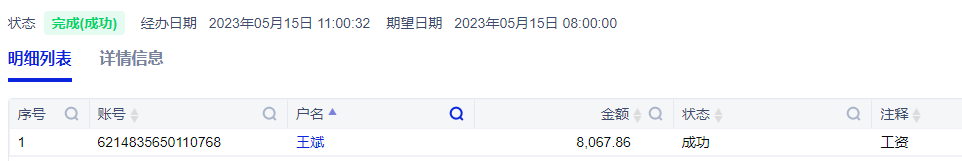 状态 完成(成功) 经办日期 2023年05月15日 11:00:32 期望日期 2023年05月15日 08:00:00
明细列表 详情信息
序号 账号 户名 金额 状态 注释
1 6214835650110768 王斌 8,067.86 成功 工资